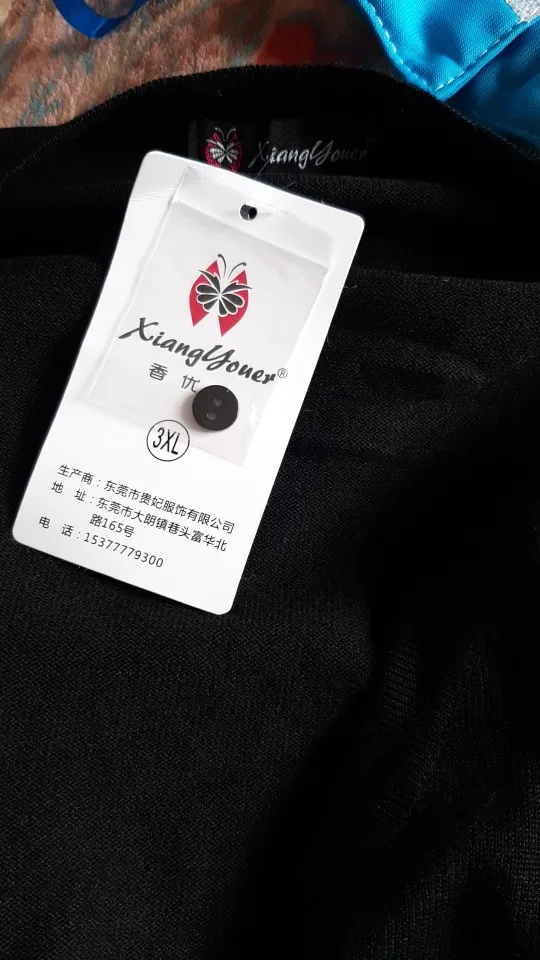 XiangYouer
XiangYouer®
香 优
3XL
生产商：东莞市贵妃服饰有限公司
地 址：东莞市大朗镇巷头富华北
路165号
电 话：15377779300